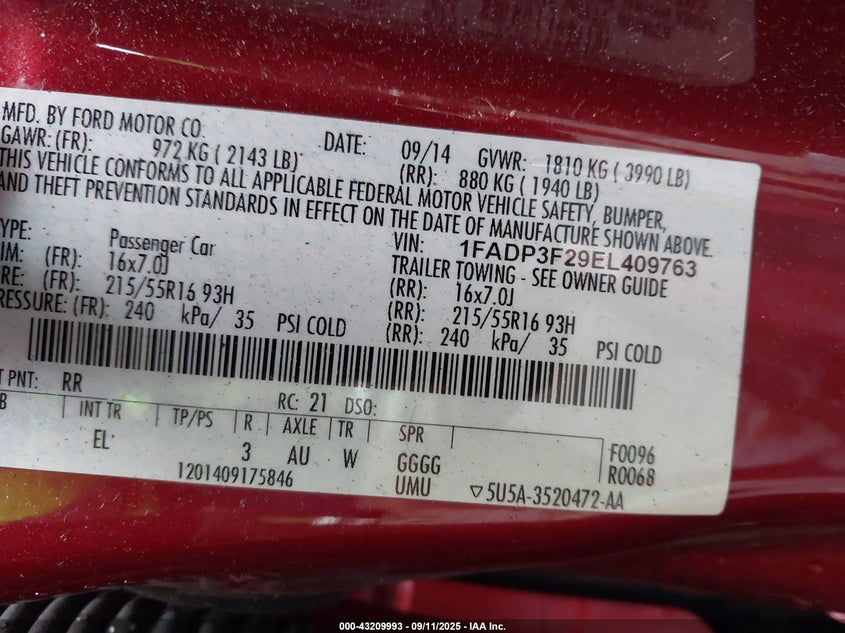 MFD. BY FORD MOTOR CO.
DATE: 09/14 GVWR: 1810 KG ( 3990 LB)
GAWR: (FR): 972 KG ( 2143 LB) (RR): 880 KG ( 1940 LB)
THIS VEHICLE CONFORMS TO ALL APPLICABLE FEDERAL MOTOR VEHICLE SAFETY, BUMPER,
AND THEFT PREVENTION STANDARDS IN EFFECT ON THE DATE OF MANUFACTURE SHOWN ABOVE.
VIN: 1FADP3F29EL409763
TYPE: Passenger Car TRAILER TOWING - SEE OWNER GUIDE
IM: (FR): 16x7.0J (RR): 16x7.0J
RE: (FR): 215/55R16 93H (RR): 215/55R16 93H
PRESSURE: (FR): 240 kPa/ 35 PSI COLD (RR): 240 kPa/ 35 PSI COLD
T PNT: RR RC: 21 DSO:
B INT TR TP/PS R AXLE TR SPR F0096
EL 3 AU W GGGG R0068
1201409175846 UMU ▽5U5A-3520472-AA
000-43209993 - 09/11/2025 - IAA Inc.